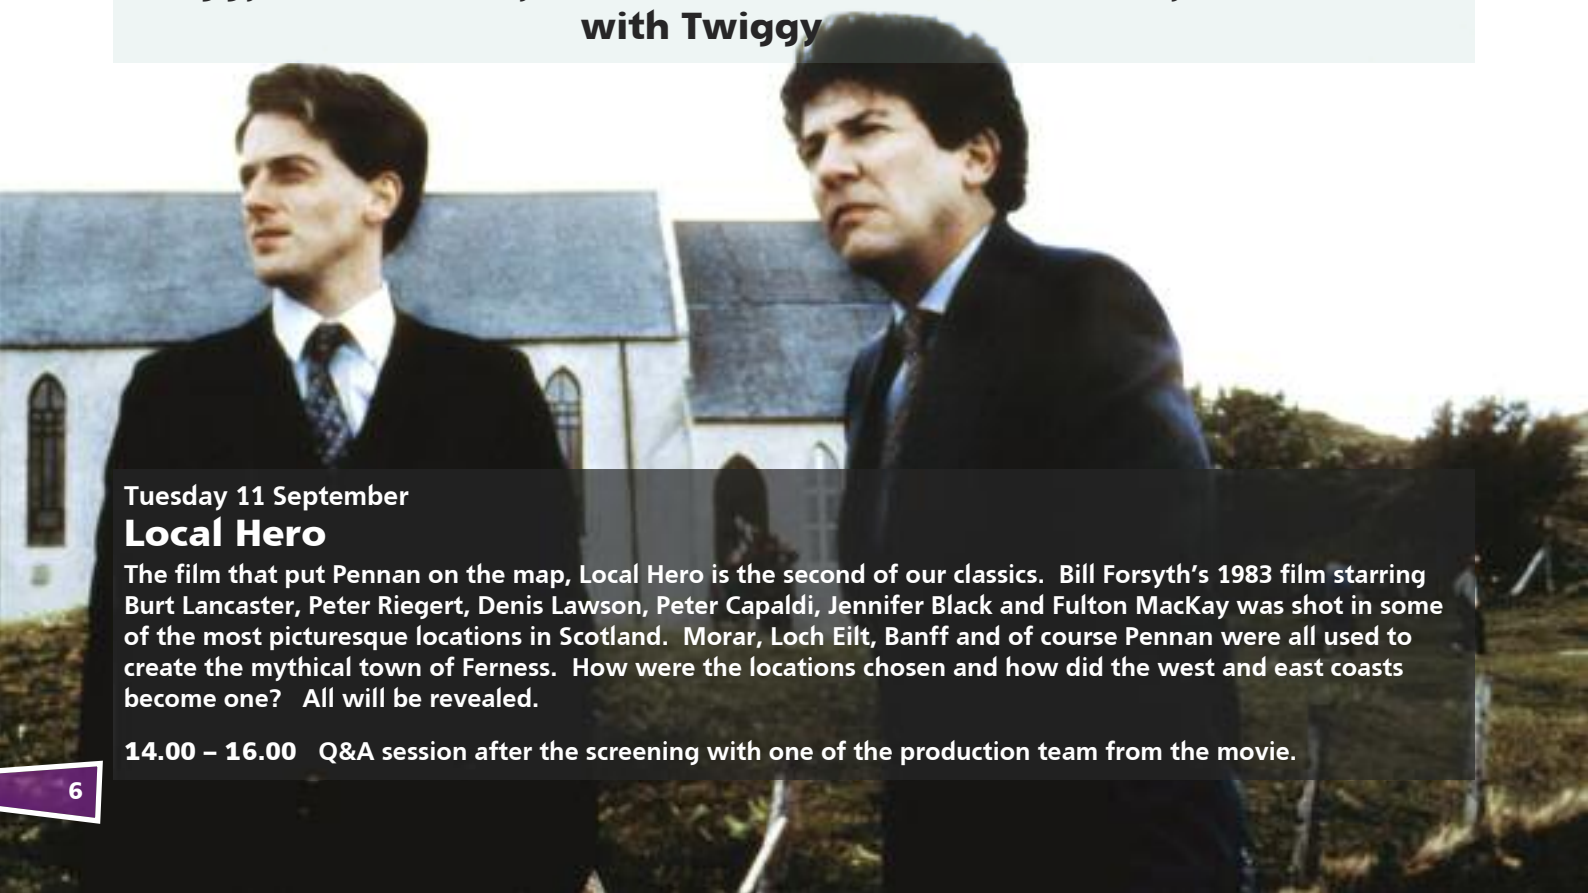 with Twiggy
Tuesday 11 September
Local Hero
The film that put Pennan on the map, Local Hero is the second of our classics.  Bill Forsyth’s 1983 film starring
Burt Lancaster, Peter Riegert, Denis Lawson, Peter Capaldi, Jennifer Black and Fulton MacKay was shot in some
of the most picturesque locations in Scotland.  Morar, Loch Eilt, Banff and of course Pennan were all used to
create the mythical town of Ferness.  How were the locations chosen and how did the west and east coasts
become one?   All will be revealed.
14.00 – 16.00   Q&A session after the screening with one of the production team from the movie.
6